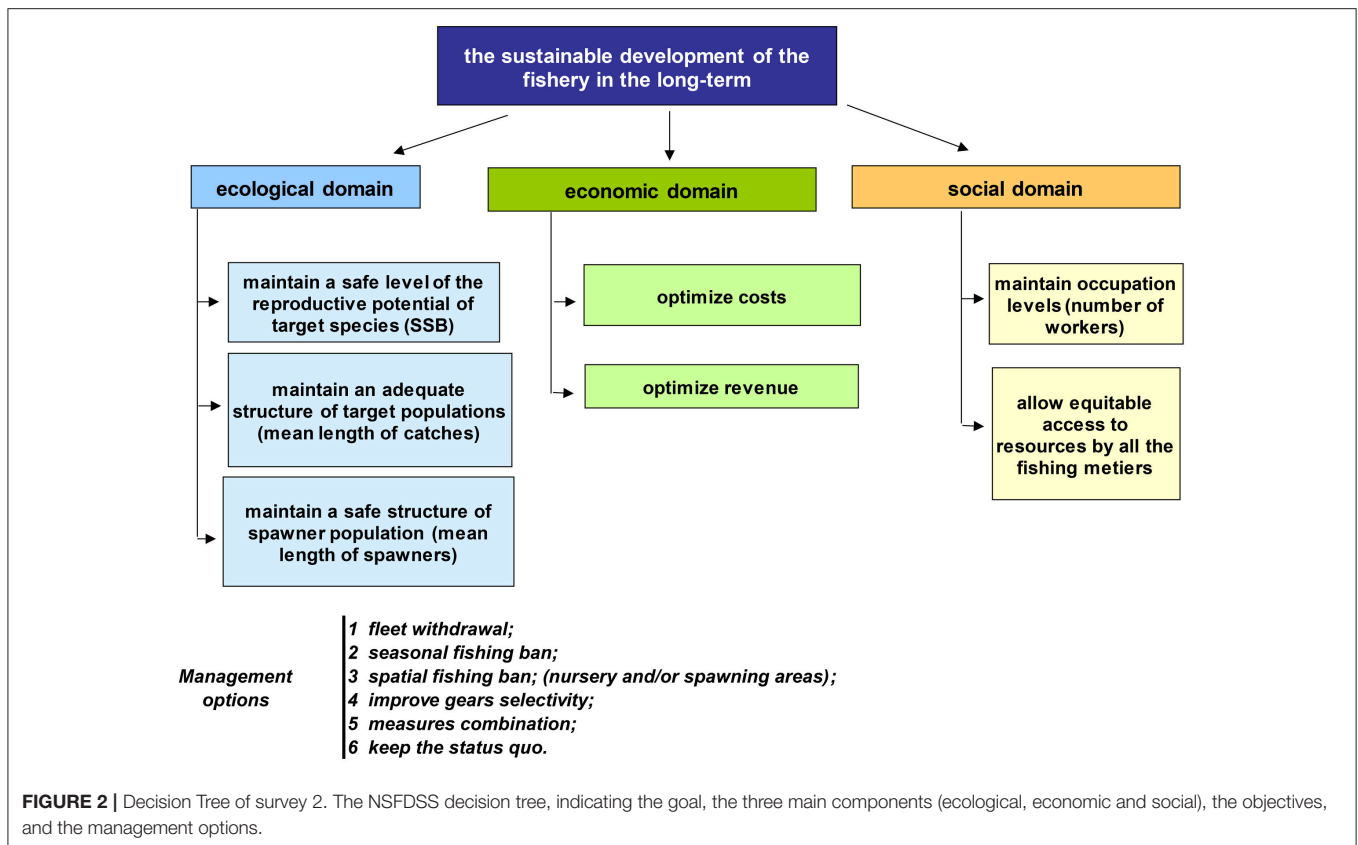 the sustainable development of the
fishery in the long-term
ecological domain
economic domain
social domain
maintain a safe level of the
reproductive potential of
target species (SSB)
maintain an adequate
structure of target populations
(mean length of catches)
maintain a safe structure of
spawner population (mean
length of spawners)
optimize costs
optimize revenue
maintain occupation
levels (number of
workers)
allow equitable
access to
resources by all the
fishing metiers
Management
options
1 fleet withdrawal;
2 seasonal fishing ban;
3 spatial fishing ban; (nursery and/or spawning areas);
4 improve gears selectivity;
5 measures combination;
6 keep the status quo.
FIGURE 2 | Decision Tree of survey 2. The NSFDSS decision tree, indicating the goal, the three main components (ecological, economic and social), the objectives,
and the management options.